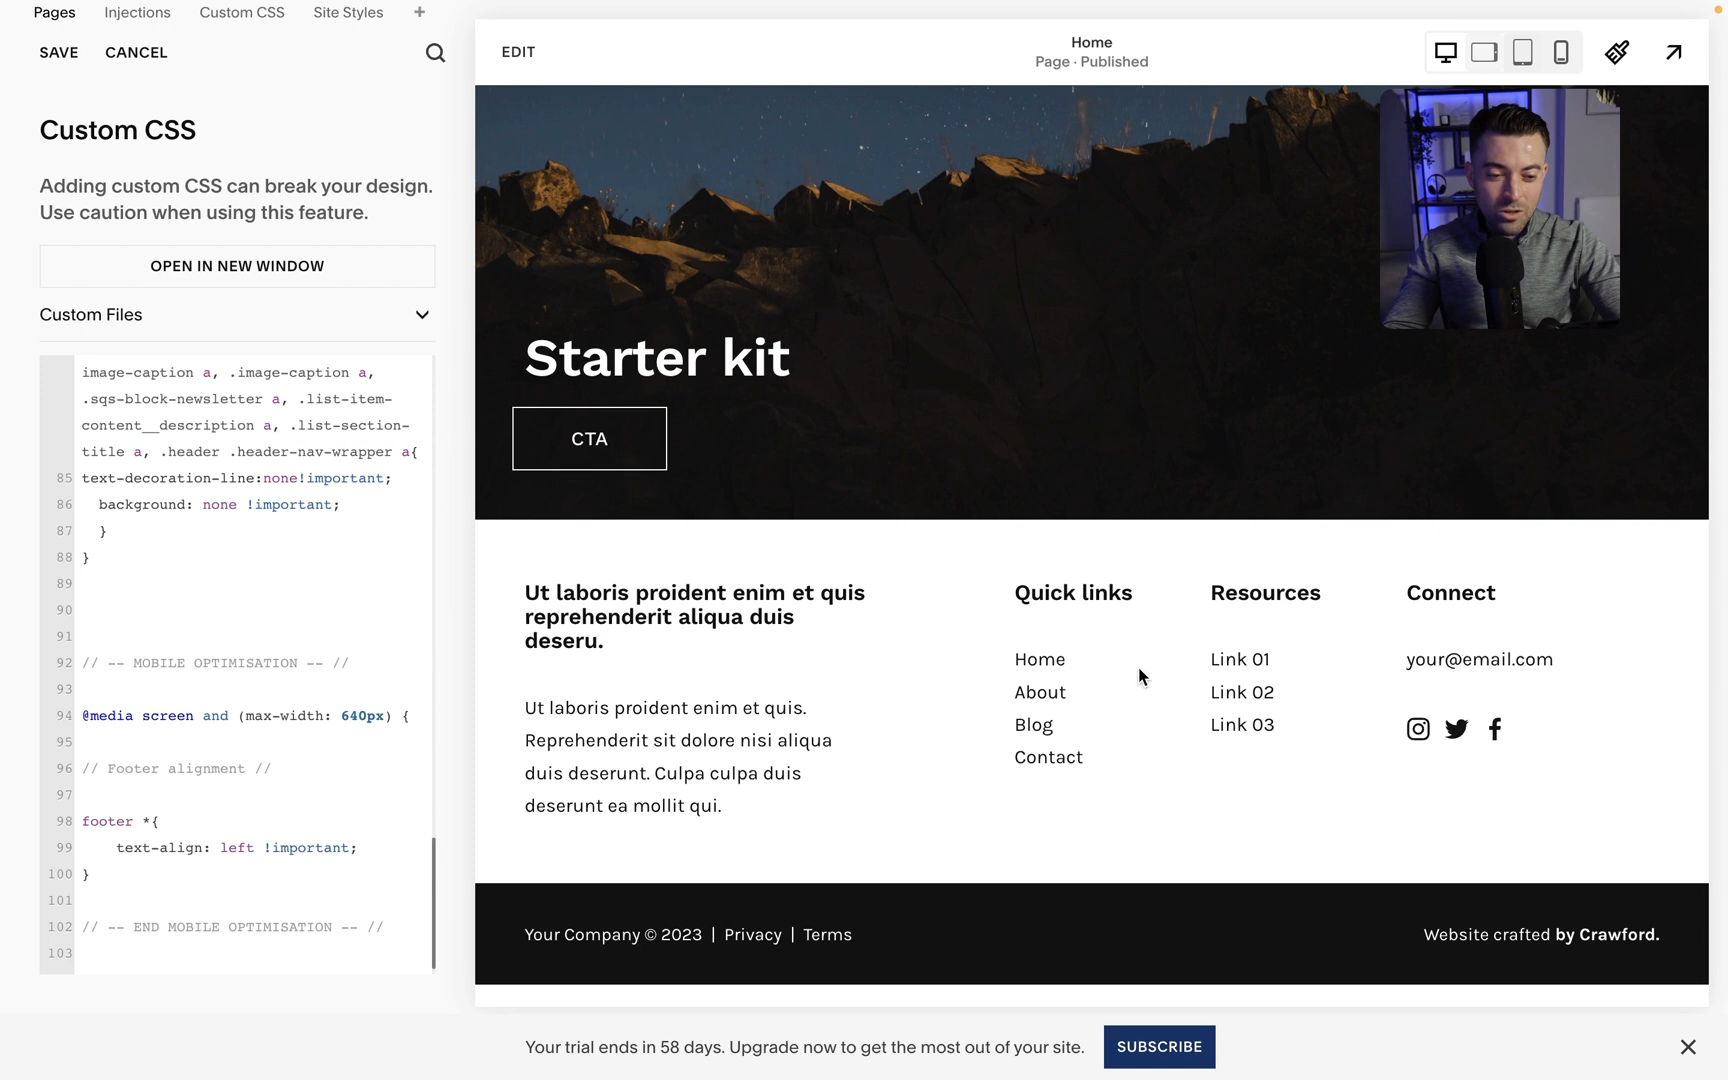 Pages
Injections
Custom CSS
Site Styles
+
SAVE
CANCEL
EDIT
Home
Page · Published
Custom CSS
Adding custom CSS can break your design.
Use caution when using this feature.
OPEN IN NEW WINDOW
Custom Files
image-caption a, .image-caption a,
.sqs-block-newsletter a, .list-item-
content__description a, .list-section-
title a, .header .header-nav-wrapper a{
85 text-decoration-line:none!important;
86 background: none !important;
87 }
88 }
89
90
91
92 // -- MOBILE OPTIMISATION -- //
93
94 @media screen and (max-width: 640px) {
95
96 // Footer alignment //
97
98 footer *{
99 text-align: left !important;
100 }
101
102 // -- END MOBILE OPTIMISATION -- //
103
Starter kit
CTA
Ut laboris proident enim et quis
reprehenderit aliqua duis
deseru.
Ut laboris proident enim et quis.
Reprehenderit sit dolore nisi aliqua
duis deserunt. Culpa culpa duis
deserunt ea mollit qui.
Quick links
Home
About
Blog
Contact
Resources
Link 01
Link 02
Link 03
Connect
your@email.com
Your Company © 2023 | Privacy | Terms
Website crafted by Crawford.
Your trial ends in 58 days. Upgrade now to get the most out of your site.
SUBSCRIBE